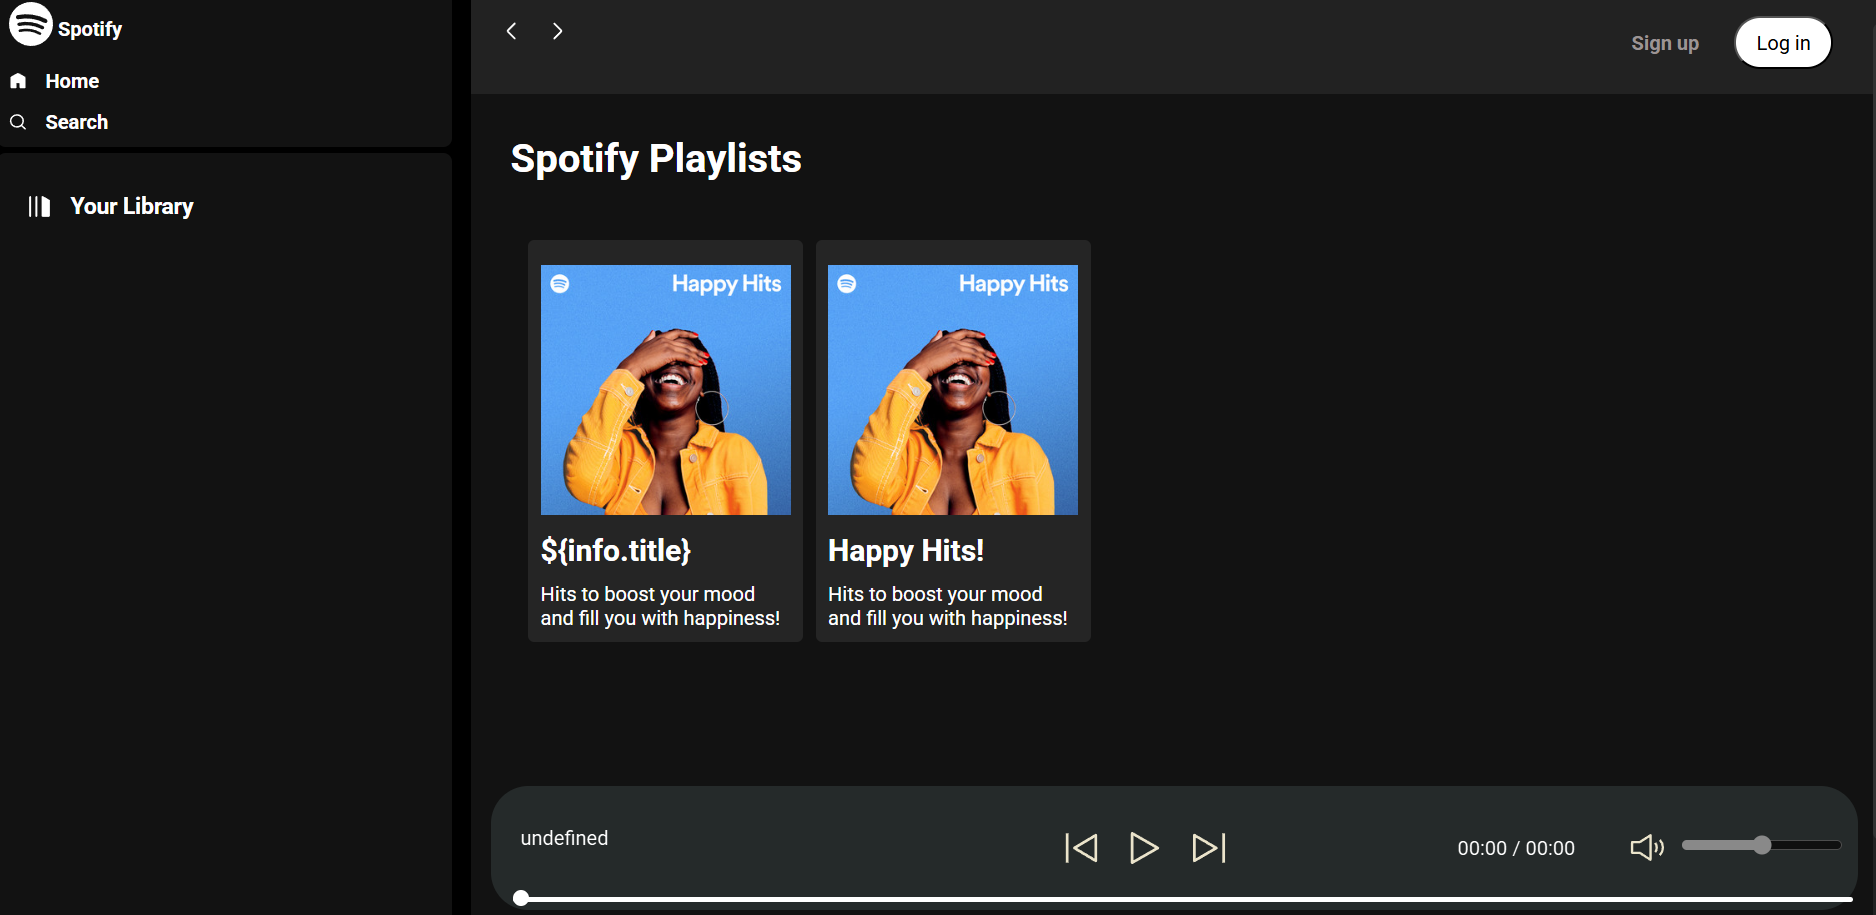 Spotify
Home
Search
Your Library
Sign up
Log in
Spotify Playlists
Happy Hits
${info.title}
Hits to boost your mood
and fill you with happiness!
Happy Hits
Happy Hits!
Hits to boost your mood
and fill you with happiness!
undefined
00:00 / 00:00